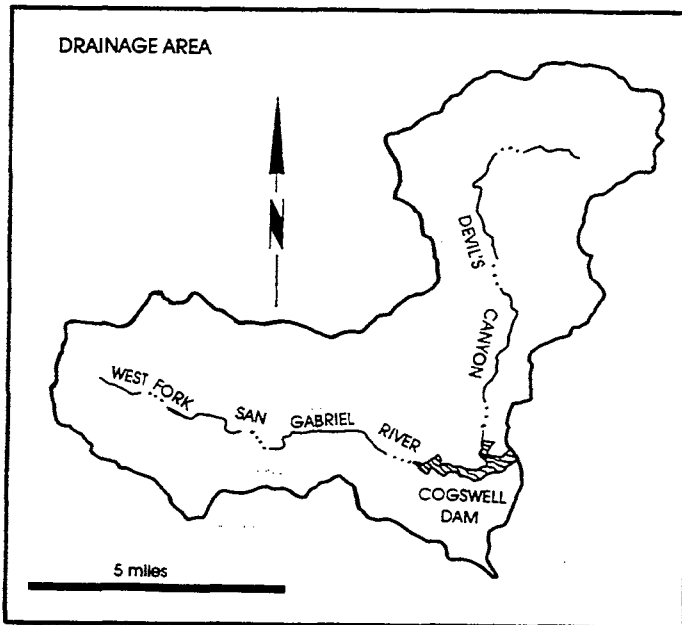 DRAINAGE AREA
N
DEVIL'S
CANYON
WEST FORK
SAN
GABRIEL
RIVER
COGSWELL
DAM
5 miles